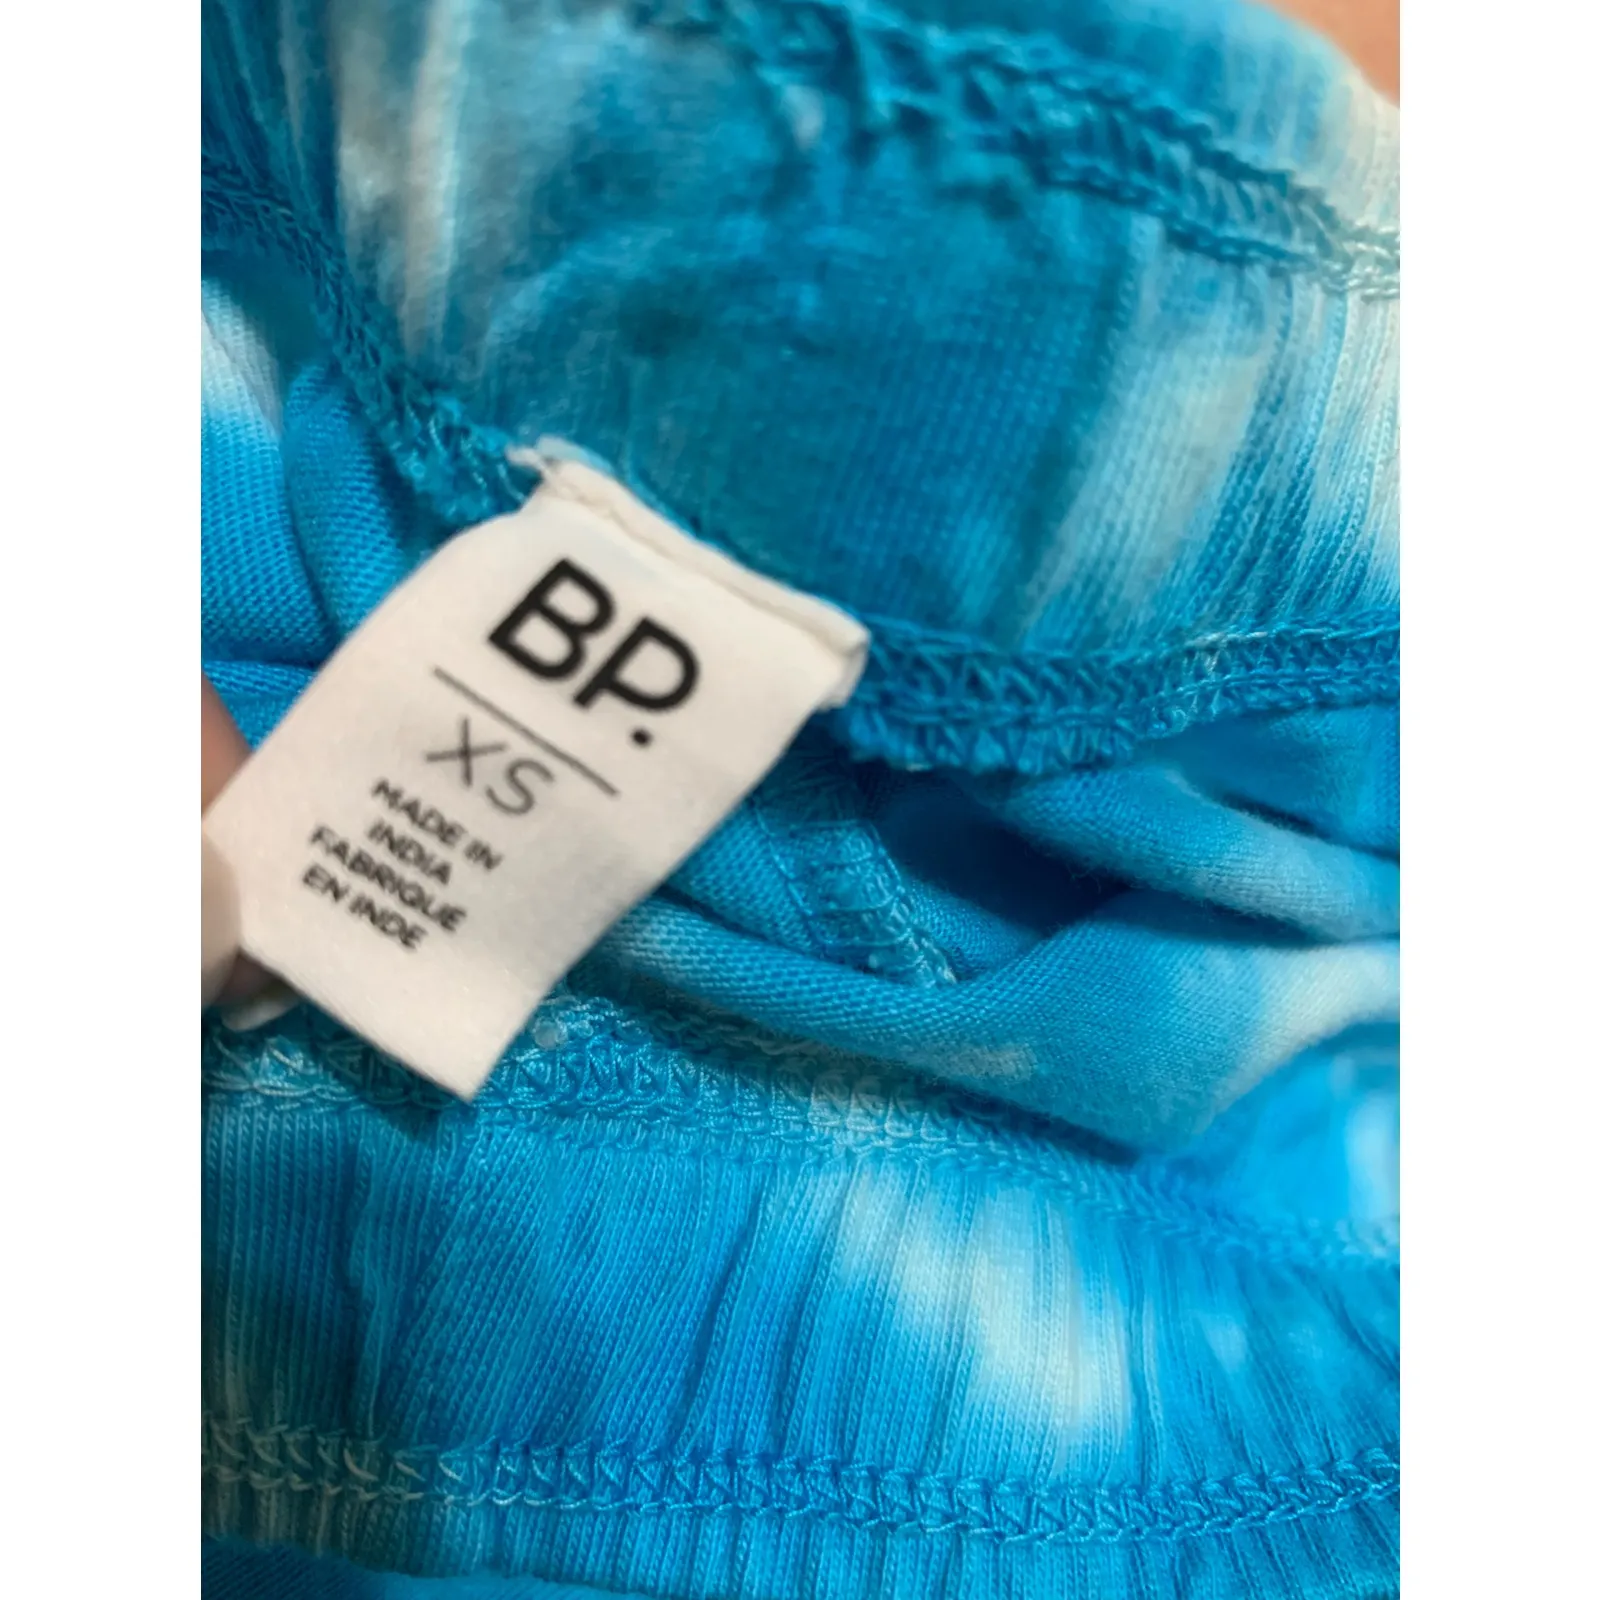 BP.
XS
MADE IN
INDIA
FABRIQUE
EN INDE